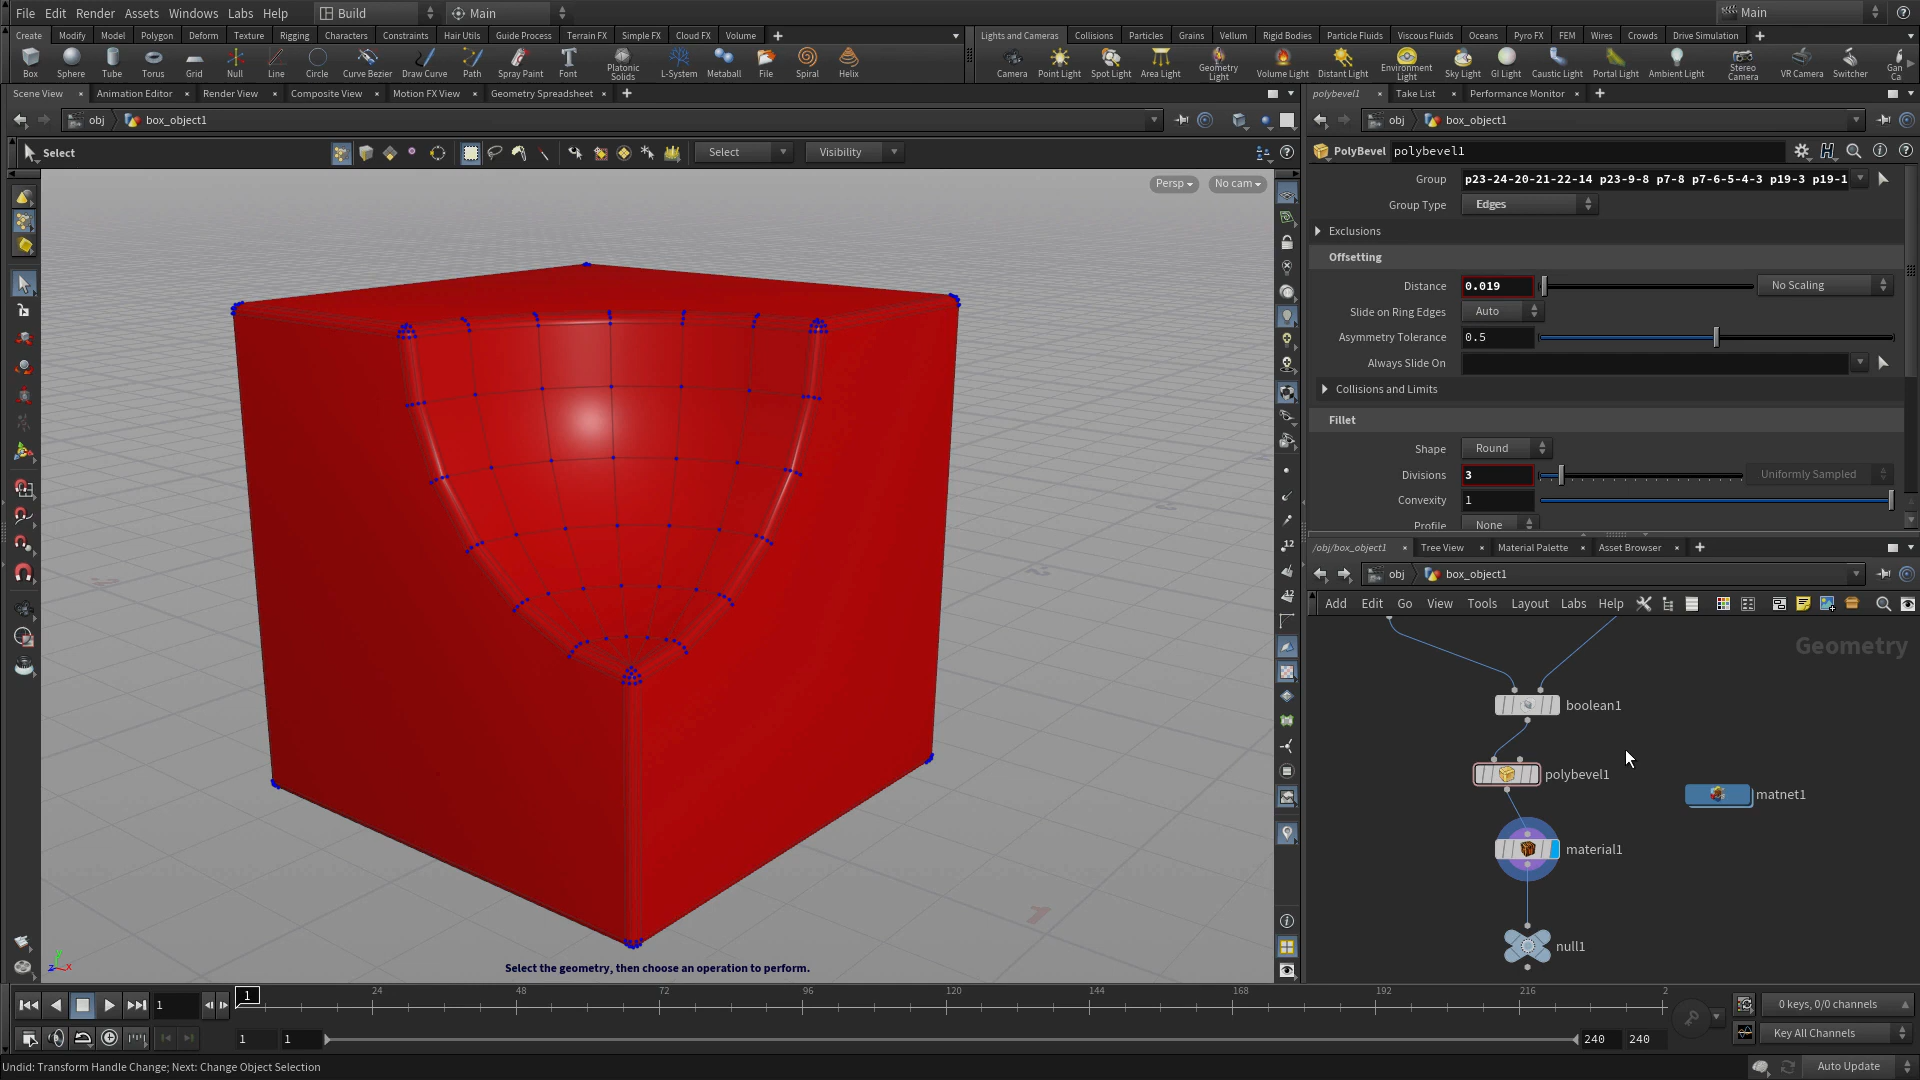 File Edit Render Assets Windows Labs Help Build Main Main
Create Modify Model Polygon Deform Texture Rigging Characters Constraints Hair Utils Guide Process Terrain FX Simple FX Cloud FX Volume
Lights and Cameras Collisions Particles Grains Vellum Rigid Bodies Particle Fluids Viscous Fluids Oceans Pyro FX FEM Wires Crowds Drive Simulation
Box Sphere Tube Torus Grid Null Line Circle Curve Bezier Draw Curve Path Spray Paint Font Platonic Solids L-System Metaball File Spiral Helix
Camera Point Light Spot Light Area Light Geometry Light Volume Light Distant Light Environment Light Sky Light GI Light Caustic Light Portal Light Ambient Light Stereo Camera VR Camera Switcher Gan Ca
Scene View Animation Editor Render View Composite View Motion FX View Geometry Spreadsheet
polybevel1 Take List Performance Monitor
obj box_object1
obj box_object1
Select Select Visibility
PolyBevel polybevel1
Persp No cam
Group p23-24-20-21-22-14 p23-9-8 p7-8 p7-6-5-4-3 p19-3 p19-1
Group Type Edges
Exclusions
Offsetting
Distance 0.019 No Scaling
Slide on Ring Edges Auto
Asymmetry Tolerance 0.5
Always Slide On
Collisions and Limits
Fillet
Shape Round
Divisions 3 Uniformly Sampled
Convexity 1
Profile None
/obj/box_object1 Tree View Material Palette Asset Browser
obj box_object1
Add Edit Go View Tools Layout Labs Help
Geometry
boolean1
polybevel1
matnet1
material1
null1
12
12
z y x
Select the geometry, then choose an operation to perform.
1 1 24 48 72 96 120 144 168 192 216 2
0 keys, 0/0 channels
1 1 240 240 Key All Channels
Undid: Transform Handle Change; Next: Change Object Selection Auto Update